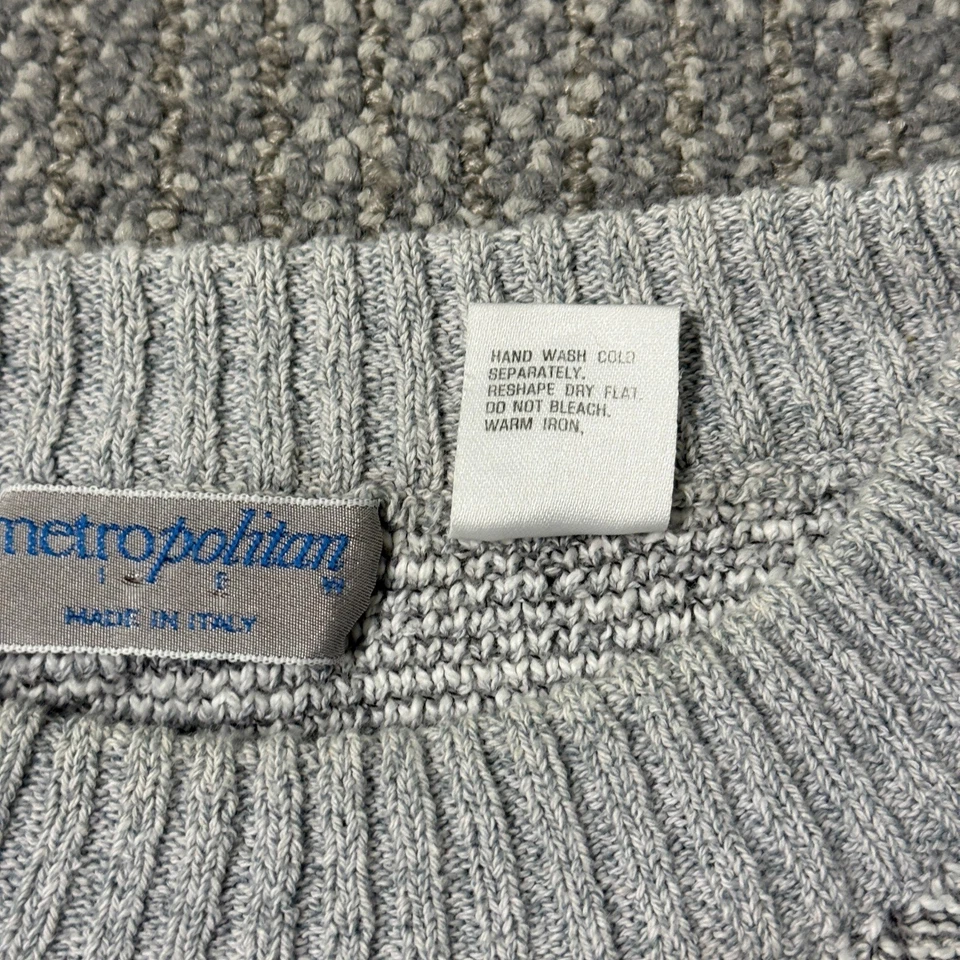 HAND WASH COLD
SEPARATELY.
RESHAPE DRY FLAT.
DO NOT BLEACH.
WARM IRON,
metropolitan
MADE IN ITALY